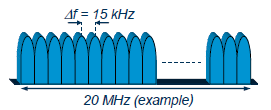 Δf = 15 kHz
20 MHz (example)